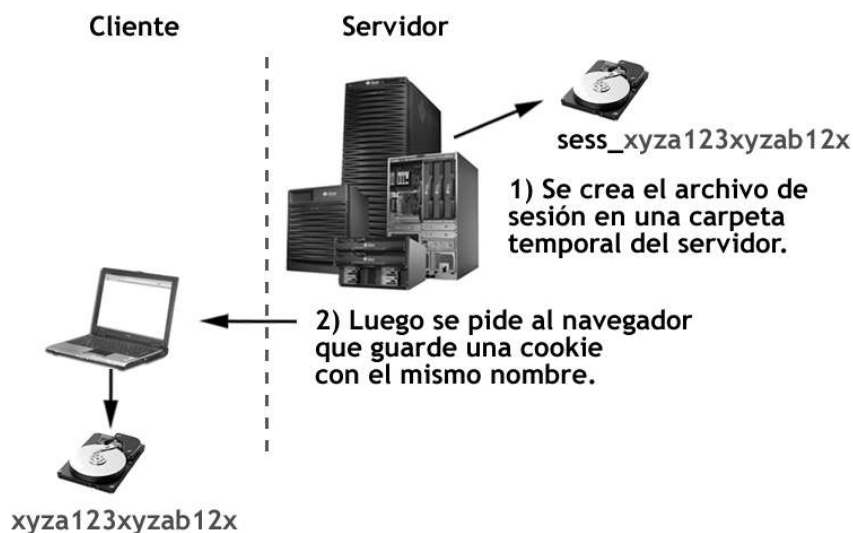 Cliente
Servidor
sess_xyza123xyzab12x
1) Se crea el archivo de
sesión en una carpeta
temporal del servidor.
2) Luego se pide al navegador
que guarde una cookie
con el mismo nombre.
xyza123xyzab12x